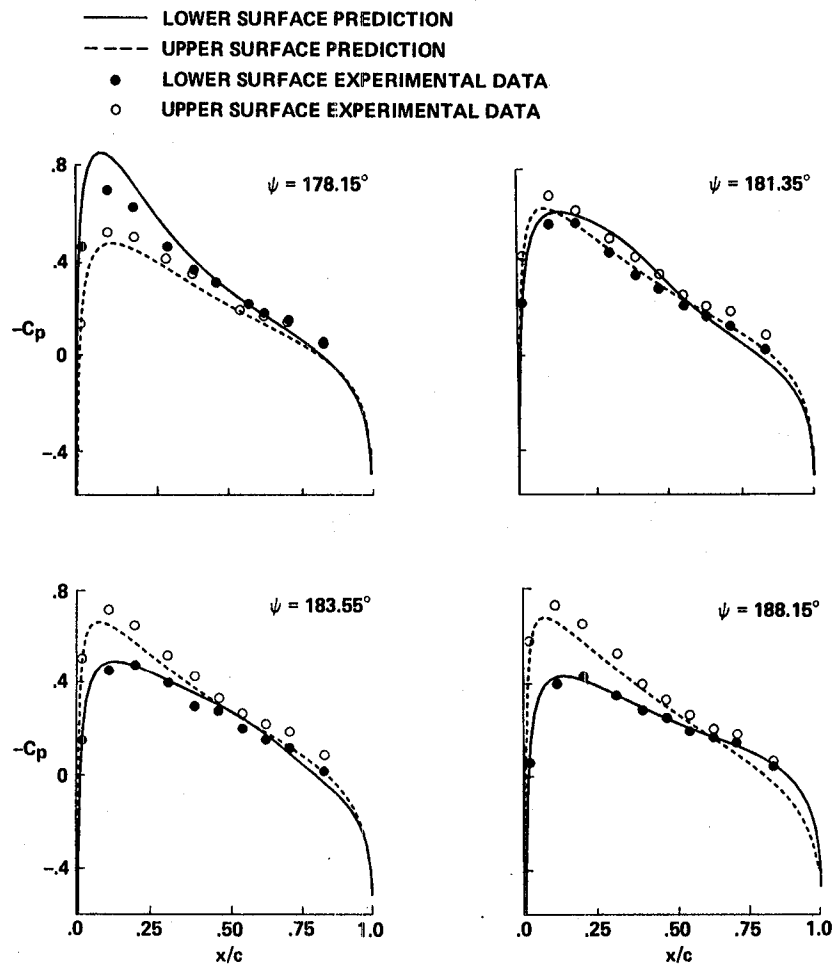 LOWER SURFACE PREDICTION
UPPER SURFACE PREDICTION
LOWER SURFACE EXPERIMENTAL DATA
UPPER SURFACE EXPERIMENTAL DATA
.8
.4
-Cp
0
-.4
ψ = 178.15°
ψ = 181.35°
.8
.4
-Cp
0
-.4
ψ = 183.55°
ψ = 188.15°
.0 .25 .50 .75 1.0
x/c
.0 .25 .50 .75 1.0
x/c